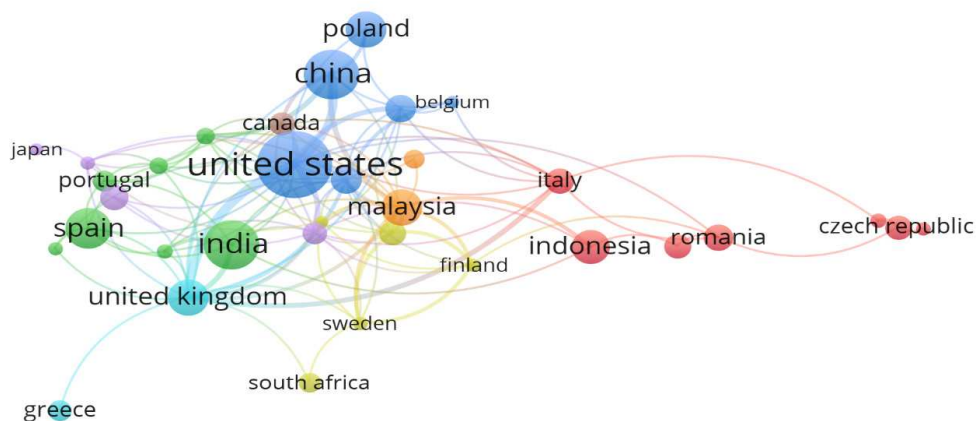 poland
china
belgium
canada
japan
united states
portugal
italy
malaysia
spain
india
indonesia
romania
czech republic
finland
united kingdom
sweden
south africa
greece